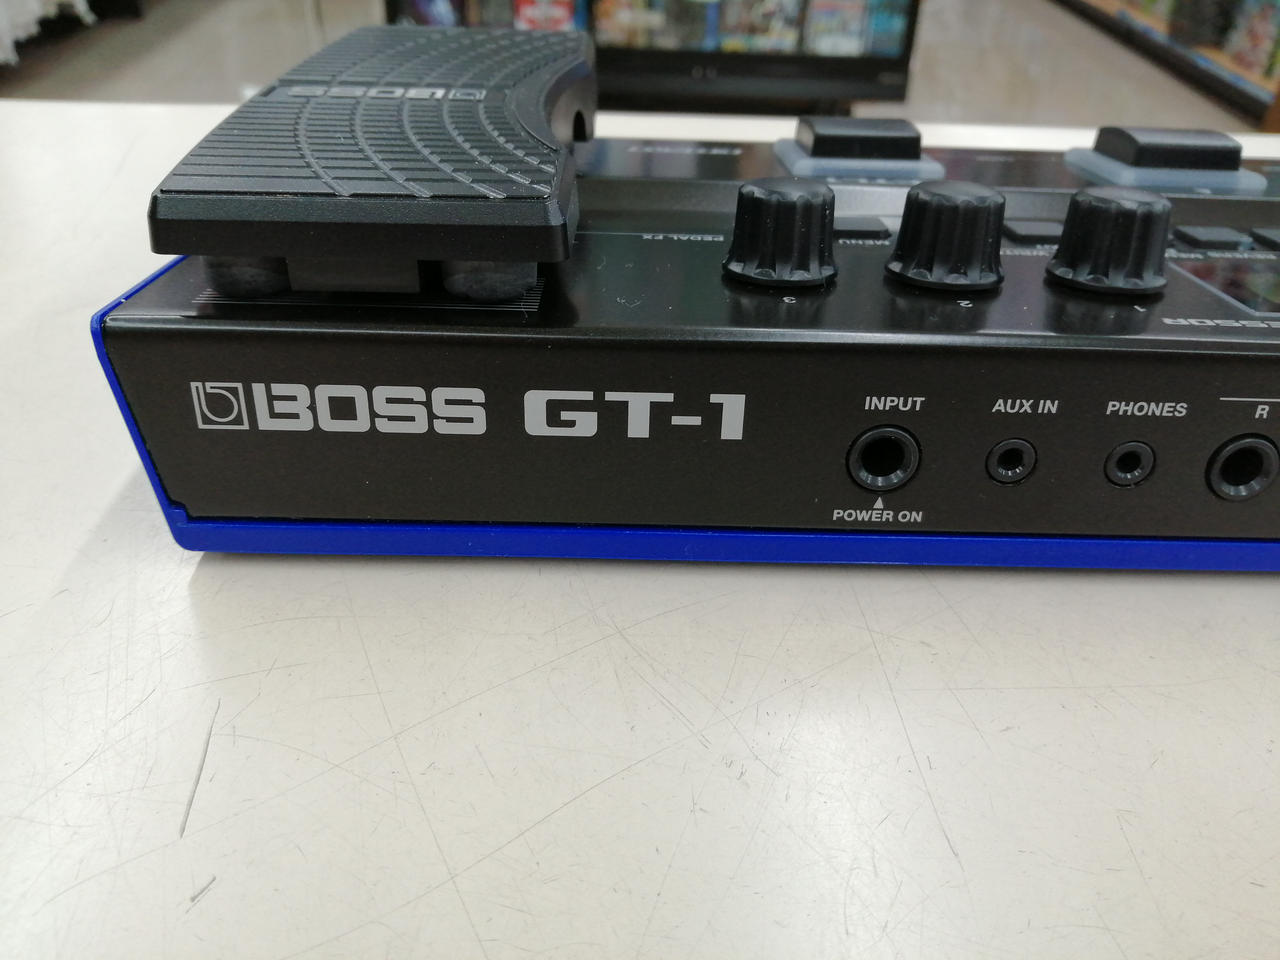 BOSS
PEDAL FX
MENU
3
2
1
BOSS GT-1
INPUT
AUX IN
PHONES
R
POWER ON